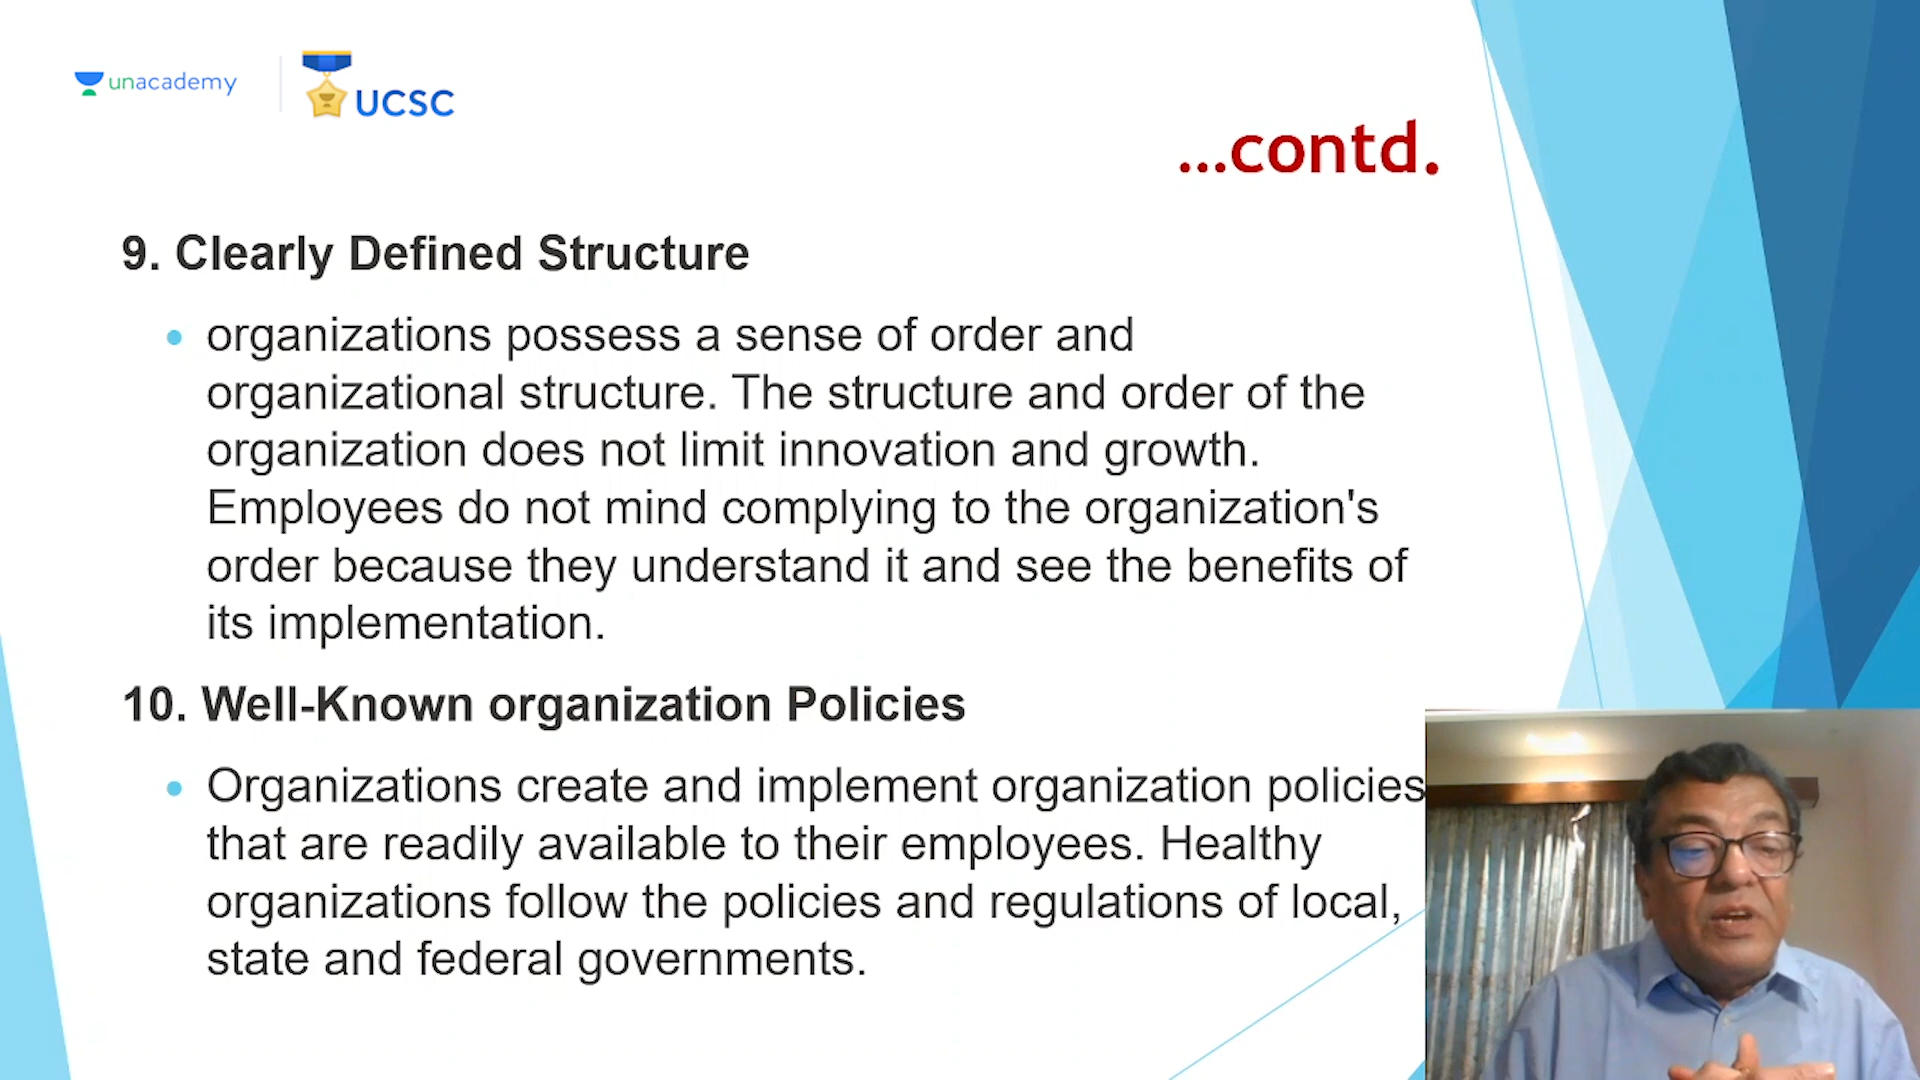 unacademy
UCSC
...contd.
9. Clearly Defined Structure
organizations possess a sense of order and
organizational structure. The structure and order of the
organization does not limit innovation and growth.
Employees do not mind complying to the organization's
order because they understand it and see the benefits of
its implementation.
10. Well-Known organization Policies
Organizations create and implement organization policies
that are readily available to their employees. Healthy
organizations follow the policies and regulations of local,
state and federal governments.